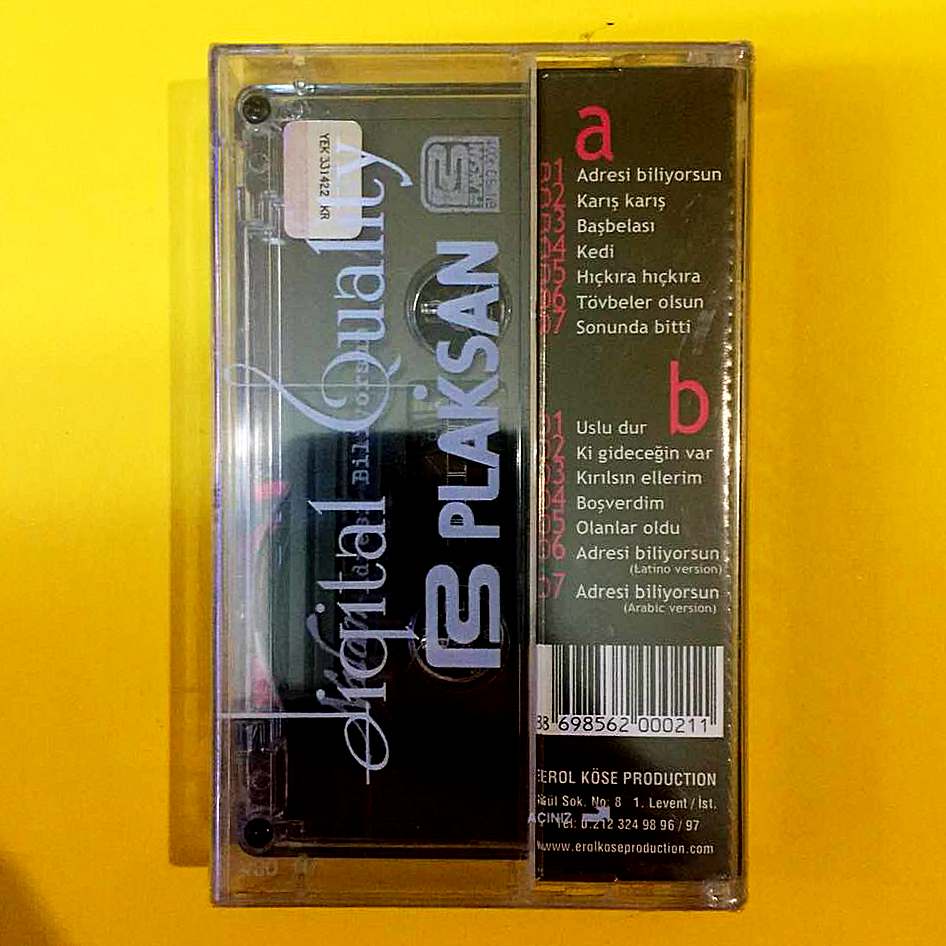 YEK 331422 KR
Digital Quality
PLAKSAN
a
01 Adresi biliyorsun
02 Karış karış
03 Başbelası
04 Kedi
05 Hıçkıra hıçkıra
06 Tövbeler olsun
07 Sonunda bitti
b
01 Uslu dur
02 Ki gideceğin var
03 Kırılsın ellerim
04 Boşverdim
05 Olanlar oldu
06 Adresi biliyorsun
(Latino version)
07 Adresi biliyorsun
(Arabic version)
698562 000211
EROL KÖSE PRODUCTION
Sok. No: 8 1. Levent / İst.
AÇINIZ
Tel: 0.212 324 98 96 / 97
www.erolkoseproduction.com